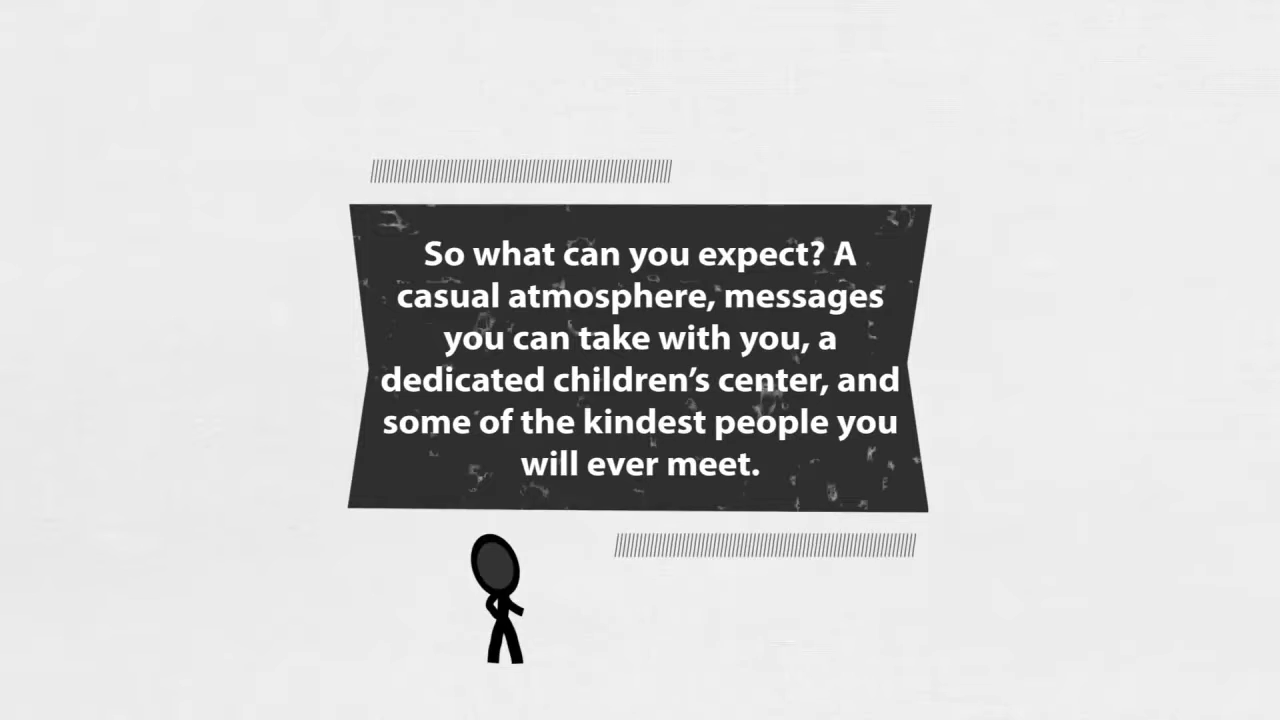 So what can you expect? A
casual atmosphere, messages
you can take with you, a
dedicated children’s center, and
some of the kindest people you
will ever meet.